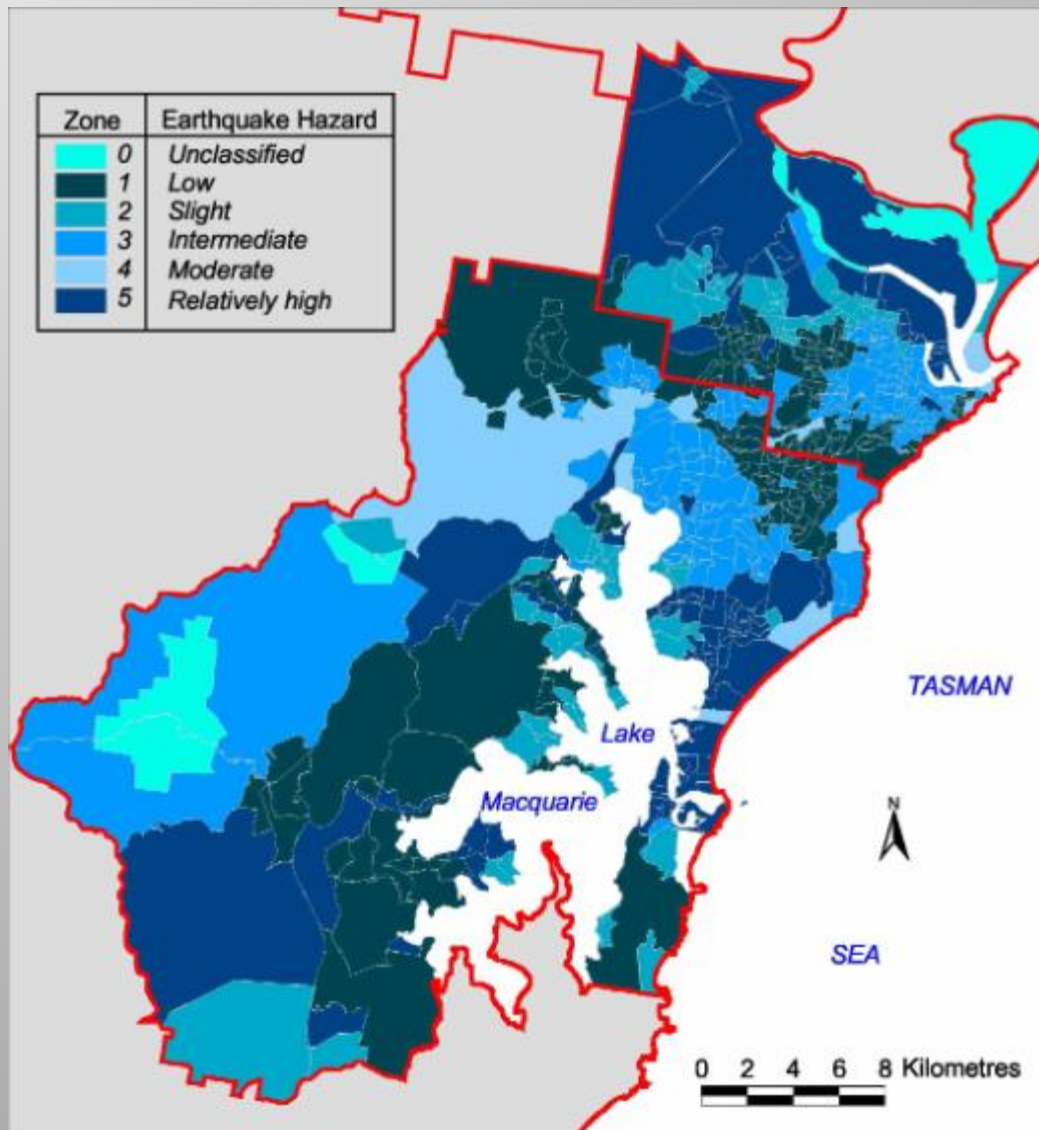 Zone Earthquake Hazard
0 Unclassified
1 Low
2 Slight
3 Intermediate
4 Moderate
5 Relatively high
TASMAN
Lake
Macquarie
N
SEA
0 2 4 6 8 Kilometres